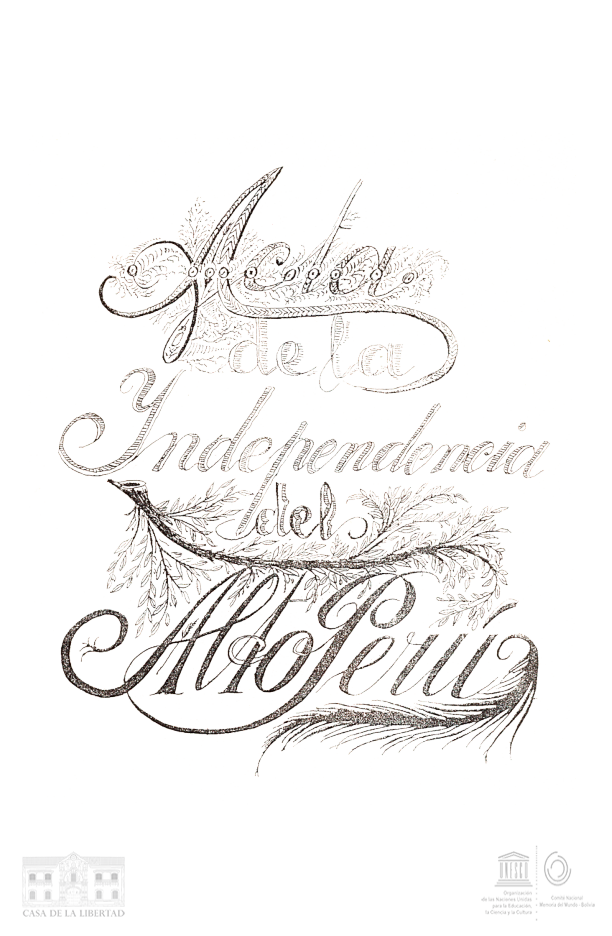 Acta
de la
Independencia
del
Alto Perú
CASA DE LA LIBERTAD
UNESCO
Organización
de las Naciones Unidas
para la Educación,
la Ciencia y la Cultura
Comité Nacional
Memoria del Mundo - Bolivia